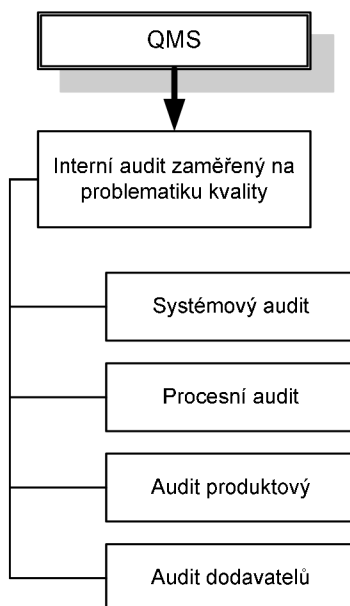 QMS
Interní audit zaměřený na
problematiku kvality
Systémový audit
Procesní audit
Audit produktový
Audit dodavatelů